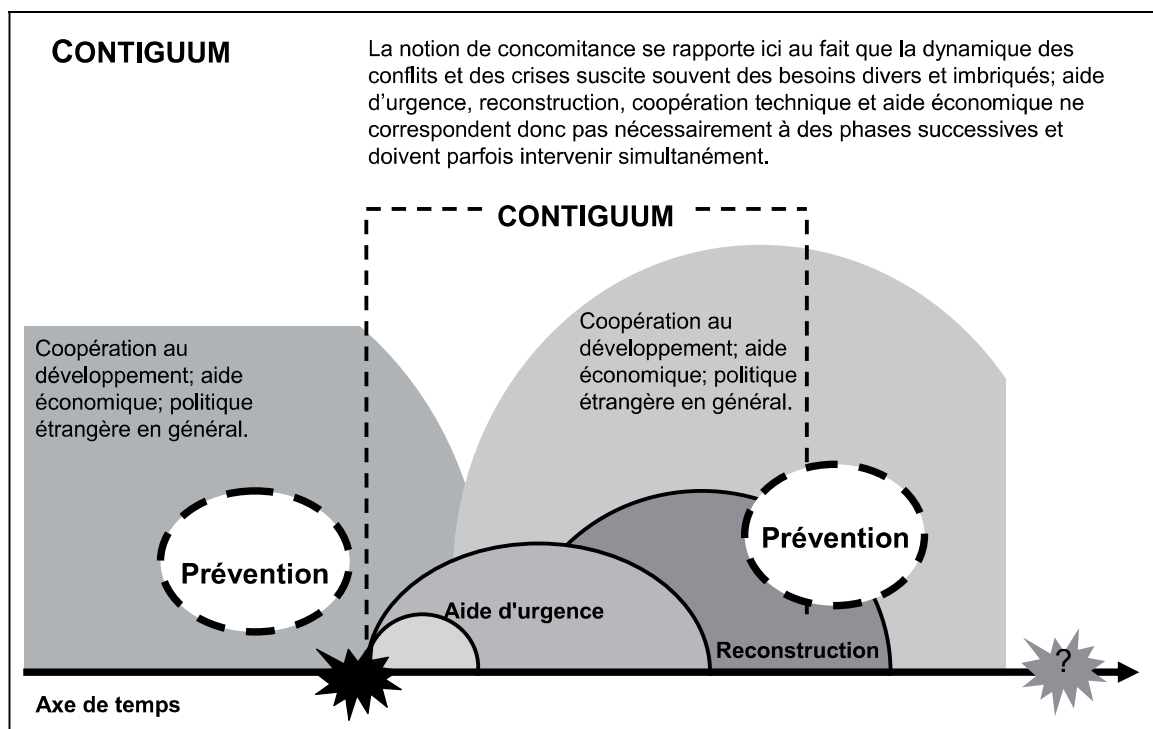 CONTIGUUM
La notion de concomitance se rapporte ici au fait que la dynamique des
conflits et des crises suscite souvent des besoins divers et imbriqués; aide
d'urgence, reconstruction, coopération technique et aide économique ne
correspondent donc pas nécessairement à des phases successives et
doivent parfois intervenir simultanément.
CONTIGUUM
Coopération au
développement; aide
économique; politique
étrangère en général.
Coopération au
développement; aide
économique; politique
étrangère en général.
Prévention
Prévention
Aide d'urgence
Reconstruction
?
Axe de temps